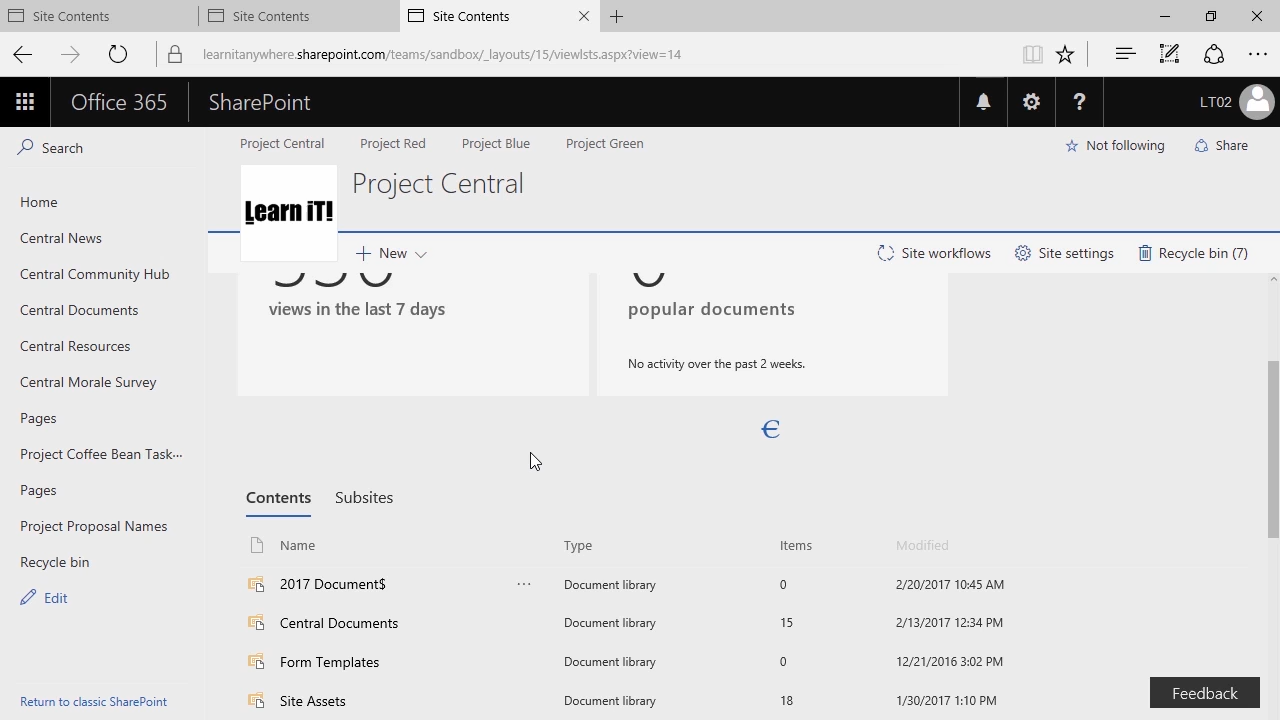 Site Contents
Site Contents
Site Contents
learnitanywhere.sharepoint.com/teams/sandbox/_layouts/15/viewlsts.aspx?view=14
Office 365
SharePoint
?
LT02
Search
Project Central
Project Red
Project Blue
Project Green
Not following
Share
Learn iT!
Project Central
New
Site workflows
Site settings
Recycle bin (7)
Home
Central News
Central Community Hub
Central Documents
Central Resources
Central Morale Survey
Pages
Project Coffee Bean Task...
Pages
Project Proposal Names
Recycle bin
Edit
Return to classic SharePoint
views in the last 7 days
popular documents
No activity over the past 2 weeks.
€
Contents
Subsites
Name Type Items Modified
2017 Document$ ... Document library 0 2/20/2017 10:45 AM
Central Documents Document library 15 2/13/2017 12:34 PM
Form Templates Document library 0 12/21/2016 3:02 PM
Site Assets Document library 18 1/30/2017 1:10 PM
Feedback